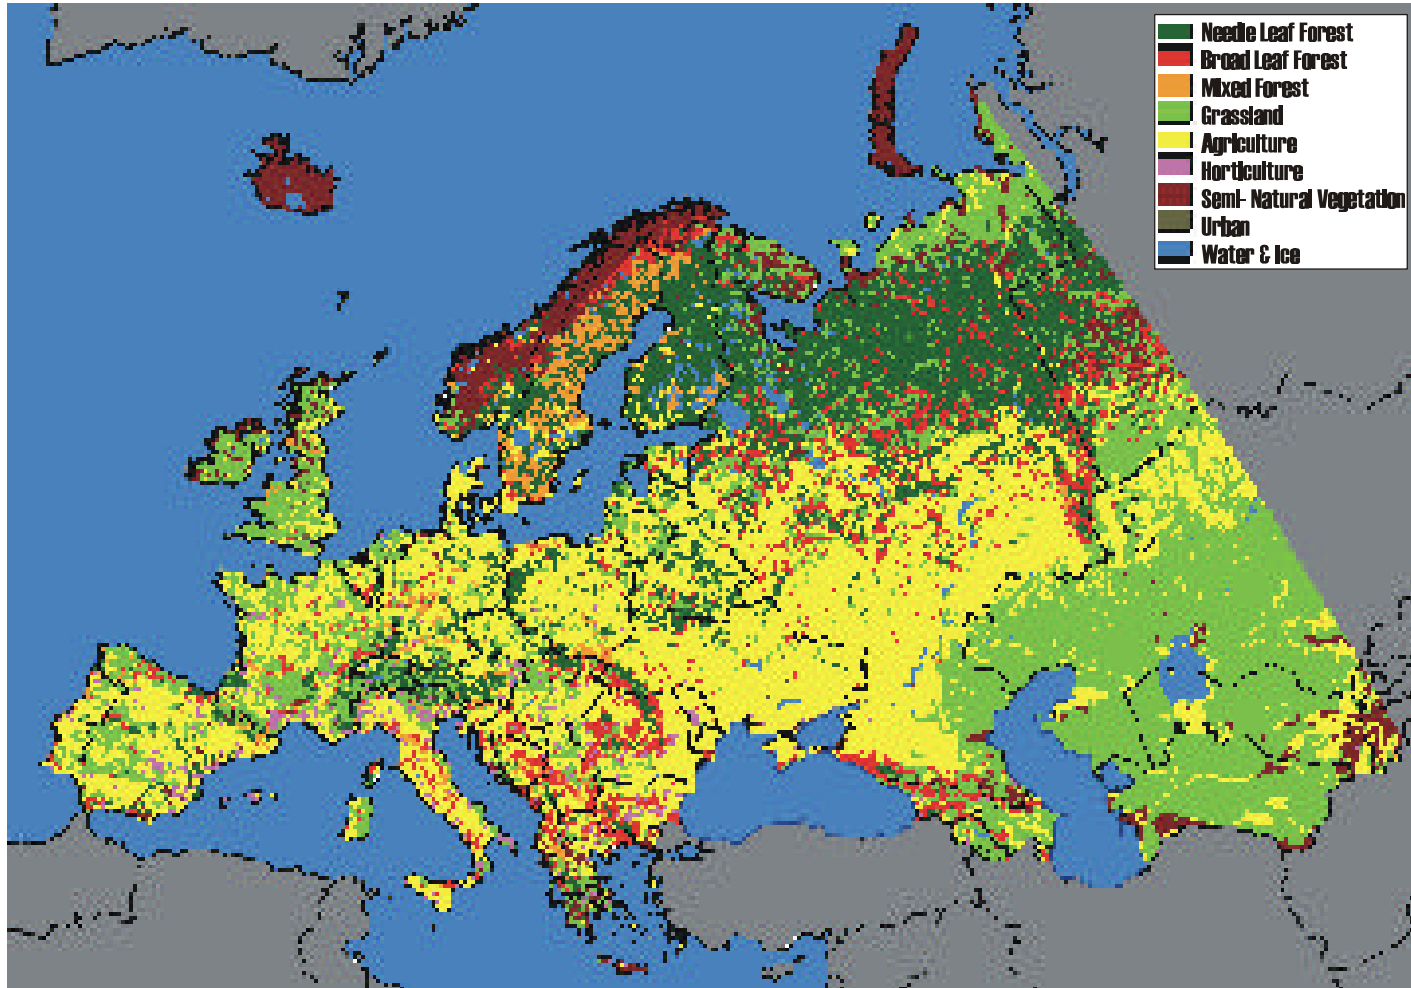 Needle Leaf Forest
Broad Leaf Forest
Mixed Forest
Grassland
Agriculture
Horticulture
Semi- Natural Vegetation
Urban
Water & Ice